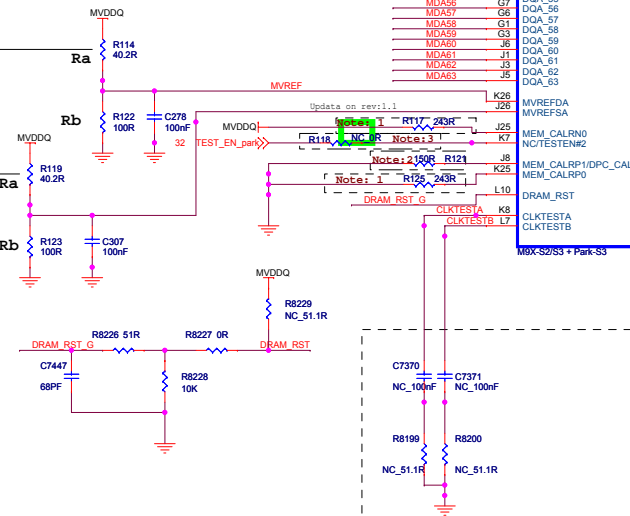 MDA56 G7 DQA_56
MDA57 G6 DQA_57
MDA58 G1 DQA_58
MDA59 G3 DQA_59
MDA60 J6 DQA_60
MDA61 J1 DQA_61
MDA62 J3 DQA_62
MDA63 J5 DQA_63
MVDDQ
R114
40.2R
Ra
MVREF
K26 MVREFDA
J26 MVREFSA
Updata on rev:1.1
Rb
R122
100R
C278
100nF
MVDDQ
Note: 1
R117 243R
J25 MEM_CALRN0
32 TEST_EN_park
R118 NC_0R
Note: 3
K7 NC/TESTEN#2
MVDDQ
R119
40.2R
Ra
Note: 2 150R R121
J8 MEM_CALRP1/DPC_CAL
Note: 1
R125 243R
K25 MEM_CALRP0
DRAM_RST_G
L10 DRAM_RST
CLKTESTA K8 CLKTESTA
CLKTESTB L7 CLKTESTB
M9X-S2/S3 + Park-S3
Rb
R123
100R
C307
100nF
MVDDQ
R8229
NC_51.1R
DRAM_RST_G
R8226 51R
R8227 0R
DRAM_RST
C7447
68PF
R8228
10K
C7370
NC_100nF
C7371
NC_100nF
R8199
NC_51.1R
R8200
NC_51.1R